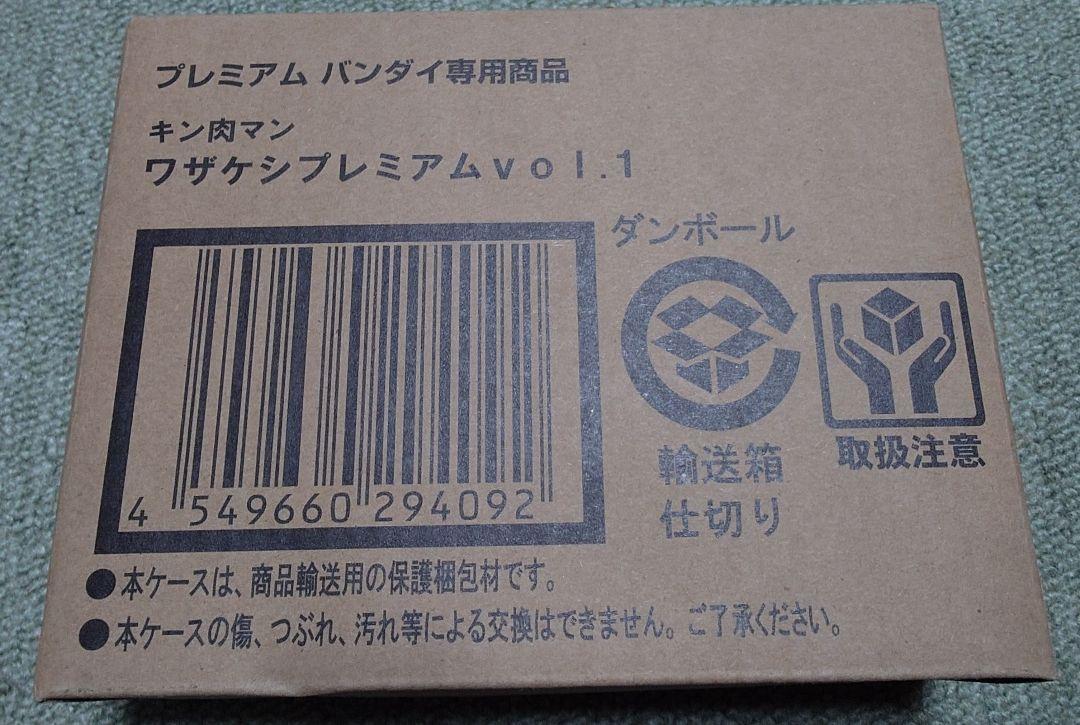 プレミアム バンダイ専用商品
キン肉マン
ワザケシプレミアムvol.1
ダンボール
輸送箱
仕切り
取扱注意
4 549660 294092
●本ケースは、商品輸送用の保護梱包材です。
●本ケースの傷、つぶれ、汚れ等による交換はできません。ご了承ください。